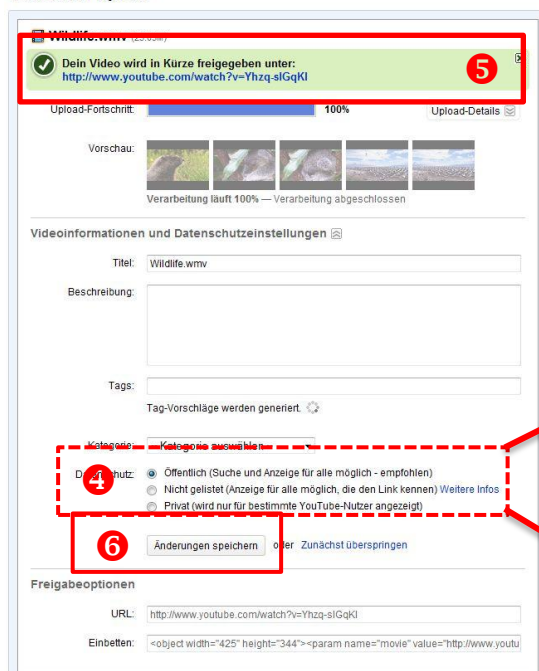 Wildlife.wmv
Dein Video wird in Kürze freigegeben unter:
http://www.youtube.com/watch?v=Yhzq-sIGqKI
5
Upload-Fortschritt: 100% Upload-Details
Vorschau:
Verarbeitung läuft 100% — Verarbeitung abgeschlossen
Videoinformationen und Datenschutzeinstellungen
Titel: Wildlife.wmv
Beschreibung:
Tags:
Tag-Vorschläge werden generiert.
Kategorie: --Kategorie auswählen--
4
Öffentlich (Suche und Anzeige für alle möglich - empfohlen)
Nicht gelistet (Anzeige für alle möglich, die den Link kennen) Weitere Infos
Privat (wird nur für bestimmte YouTube-Nutzer angezeigt)
6 Änderungen speichern oder Zunächst überspringen
Freigabeoptionen
URL: http://www.youtube.com/watch?v=Yhzq-sIGqKI
Einbetten: <object width="425" height="344"><param name="movie" value="http://www.youtu